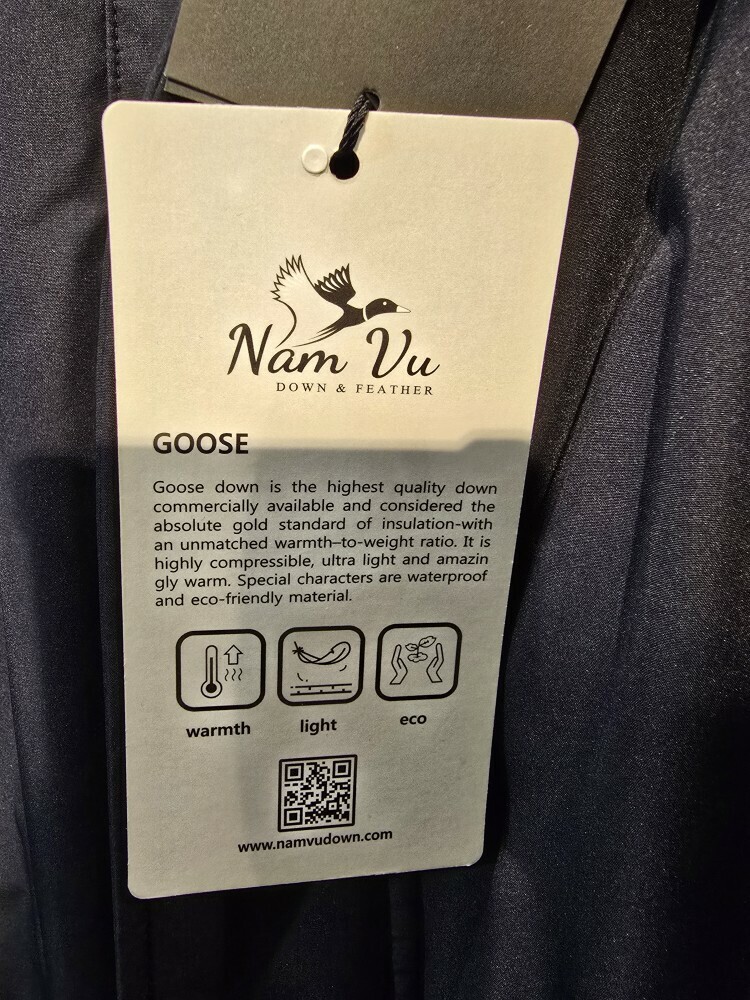 Nam Vu
DOWN & FEATHER
GOOSE
Goose down is the highest quality down
commercially available and considered the
absolute gold standard of insulation-with
an unmatched warmth–to-weight ratio. It is
highly compressible, ultra light and amazin
gly warm. Special characters are waterproof
and eco-friendly material.
warmth light eco
www.namvudown.com